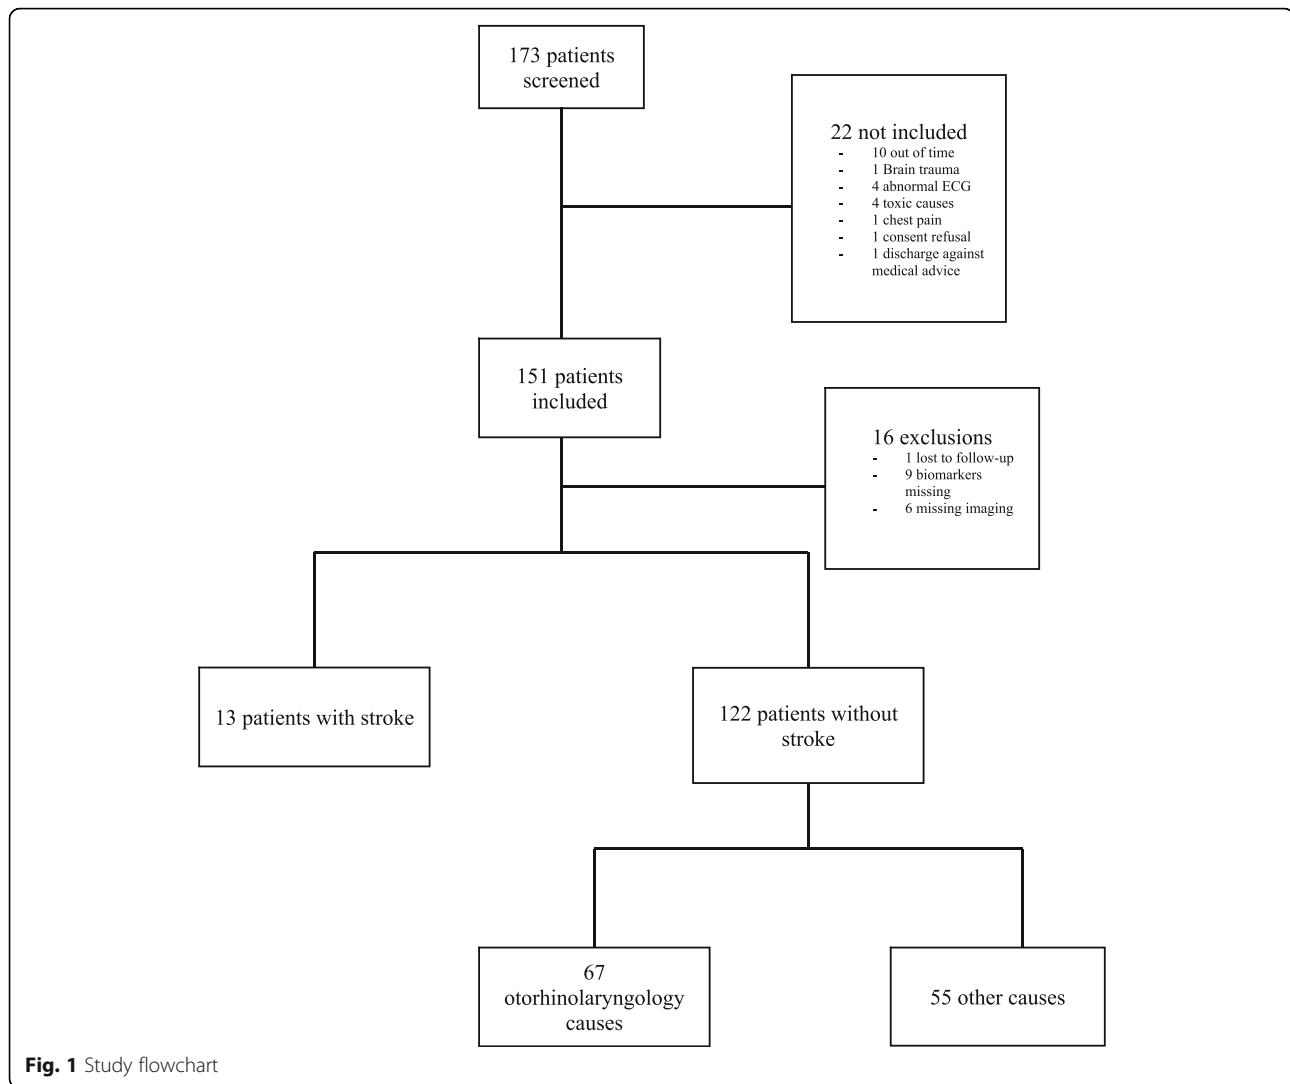 173 patients
screened
22 not included
- 10 out of time
- 1 Brain trauma
- 4 abnormal ECG
- 4 toxic causes
- 1 chest pain
- 1 consent refusal
- 1 discharge against
medical advice
151 patients
included
16 exclusions
- 1 lost to follow-up
- 9 biomarkers
missing
- 6 missing imaging
13 patients with stroke
122 patients without
stroke
67
otorhinolaryngology
causes
55 other causes
Fig. 1 Study flowchart